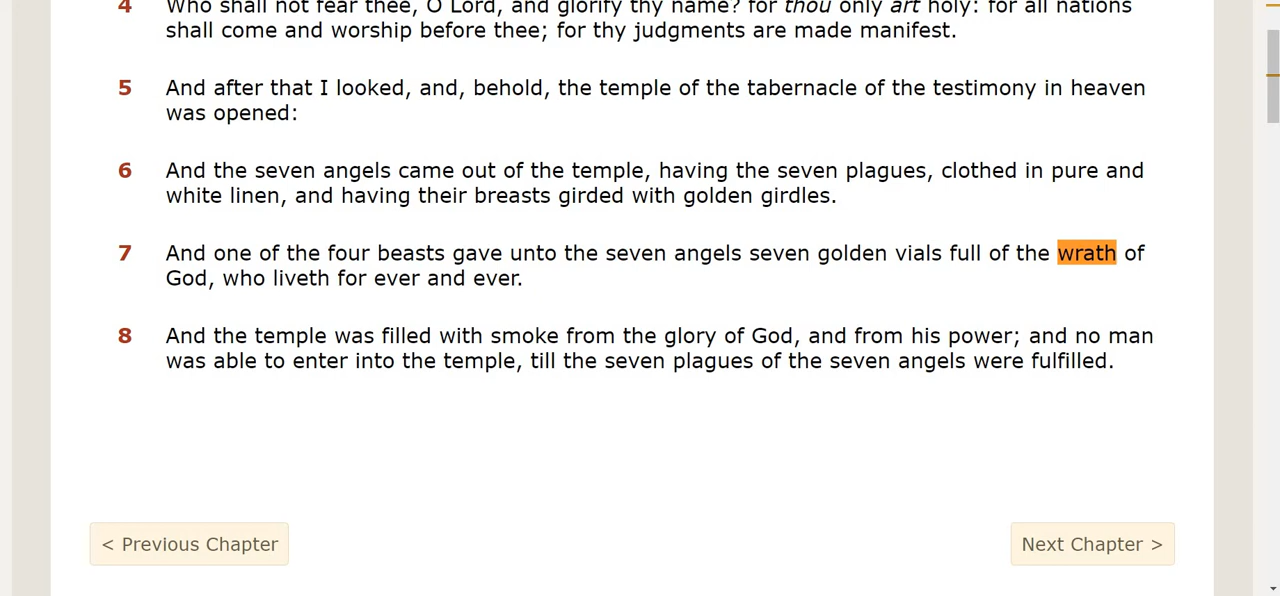 4 Who shall not fear thee, O Lord, and glorify thy name? for thou only art holy: for all nations
shall come and worship before thee; for thy judgments are made manifest.
5 And after that I looked, and, behold, the temple of the tabernacle of the testimony in heaven
was opened:
6 And the seven angels came out of the temple, having the seven plagues, clothed in pure and
white linen, and having their breasts girded with golden girdles.
7 And one of the four beasts gave unto the seven angels seven golden vials full of the wrath of
God, who liveth for ever and ever.
8 And the temple was filled with smoke from the glory of God, and from his power; and no man
was able to enter into the temple, till the seven plagues of the seven angels were fulfilled.
< Previous Chapter
Next Chapter >